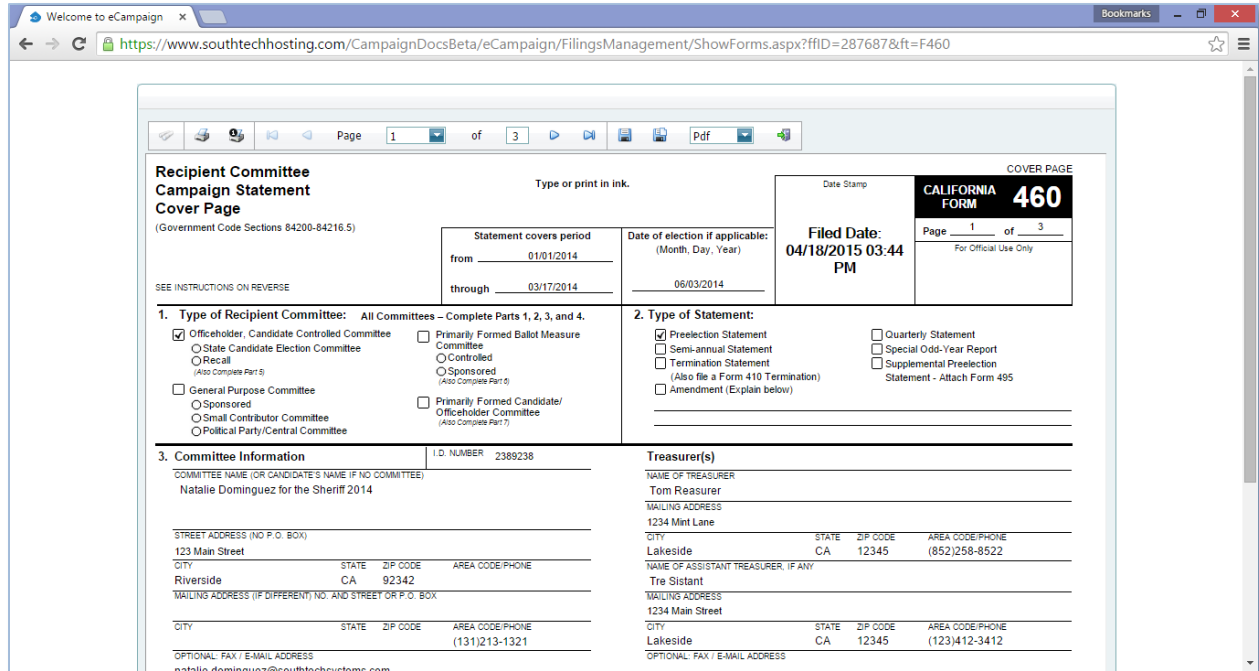 Welcome to eCampaign
Bookmarks
https://www.southtechhosting.com/CampaignDocsBeta/eCampaign/FilingsManagement/ShowForms.aspx?ffID=287687&ft=F460
Page 1 of 3 Pdf
COVER PAGE
Recipient Committee
Campaign Statement
Cover Page
(Government Code Sections 84200-84216.5)
SEE INSTRUCTIONS ON REVERSE
Type or print in ink.
Statement covers period
from 01/01/2014
through 03/17/2014
Date of election if applicable:
(Month, Day, Year)
06/03/2014
Date Stamp
Filed Date:
04/18/2015 03:44
PM
CALIFORNIA
FORM 460
Page 1 of 3
For Official Use Only
1. Type of Recipient Committee: All Committees – Complete Parts 1, 2, 3, and 4.
Officeholder, Candidate Controlled Committee
State Candidate Election Committee
Recall
(Also Complete Part 5)
General Purpose Committee
Sponsored
Small Contributor Committee
Political Party/Central Committee
Primarily Formed Ballot Measure
Committee
Controlled
Sponsored
(Also Complete Part 6)
Primarily Formed Candidate/
Officeholder Committee
(Also Complete Part 7)
2. Type of Statement:
Preelection Statement
Semi-annual Statement
Termination Statement
(Also file a Form 410 Termination)
Amendment (Explain below)
Quarterly Statement
Special Odd-Year Report
Supplemental Preelection
Statement - Attach Form 495
3. Committee Information
I.D. NUMBER 2389238
COMMITTEE NAME (OR CANDIDATE'S NAME IF NO COMMITTEE)
Natalie Dominguez for the Sheriff 2014
STREET ADDRESS (NO P.O. BOX)
123 Main Street
CITY STATE ZIP CODE AREA CODE/PHONE
Riverside CA 92342
MAILING ADDRESS (IF DIFFERENT) NO. AND STREET OR P.O. BOX
CITY STATE ZIP CODE AREA CODE/PHONE
(131)213-1321
OPTIONAL: FAX / E-MAIL ADDRESS
natalie.dominguez@southtechsystems.com
Treasurer(s)
NAME OF TREASURER
Tom Reasurer
MAILING ADDRESS
1234 Mint Lane
CITY STATE ZIP CODE AREA CODE/PHONE
Lakeside CA 12345 (852)258-8522
NAME OF ASSISTANT TREASURER, IF ANY
Tre Sistant
MAILING ADDRESS
1234 Main Street
CITY STATE ZIP CODE AREA CODE/PHONE
Lakeside CA 12345 (123)412-3412
OPTIONAL: FAX / E-MAIL ADDRESS